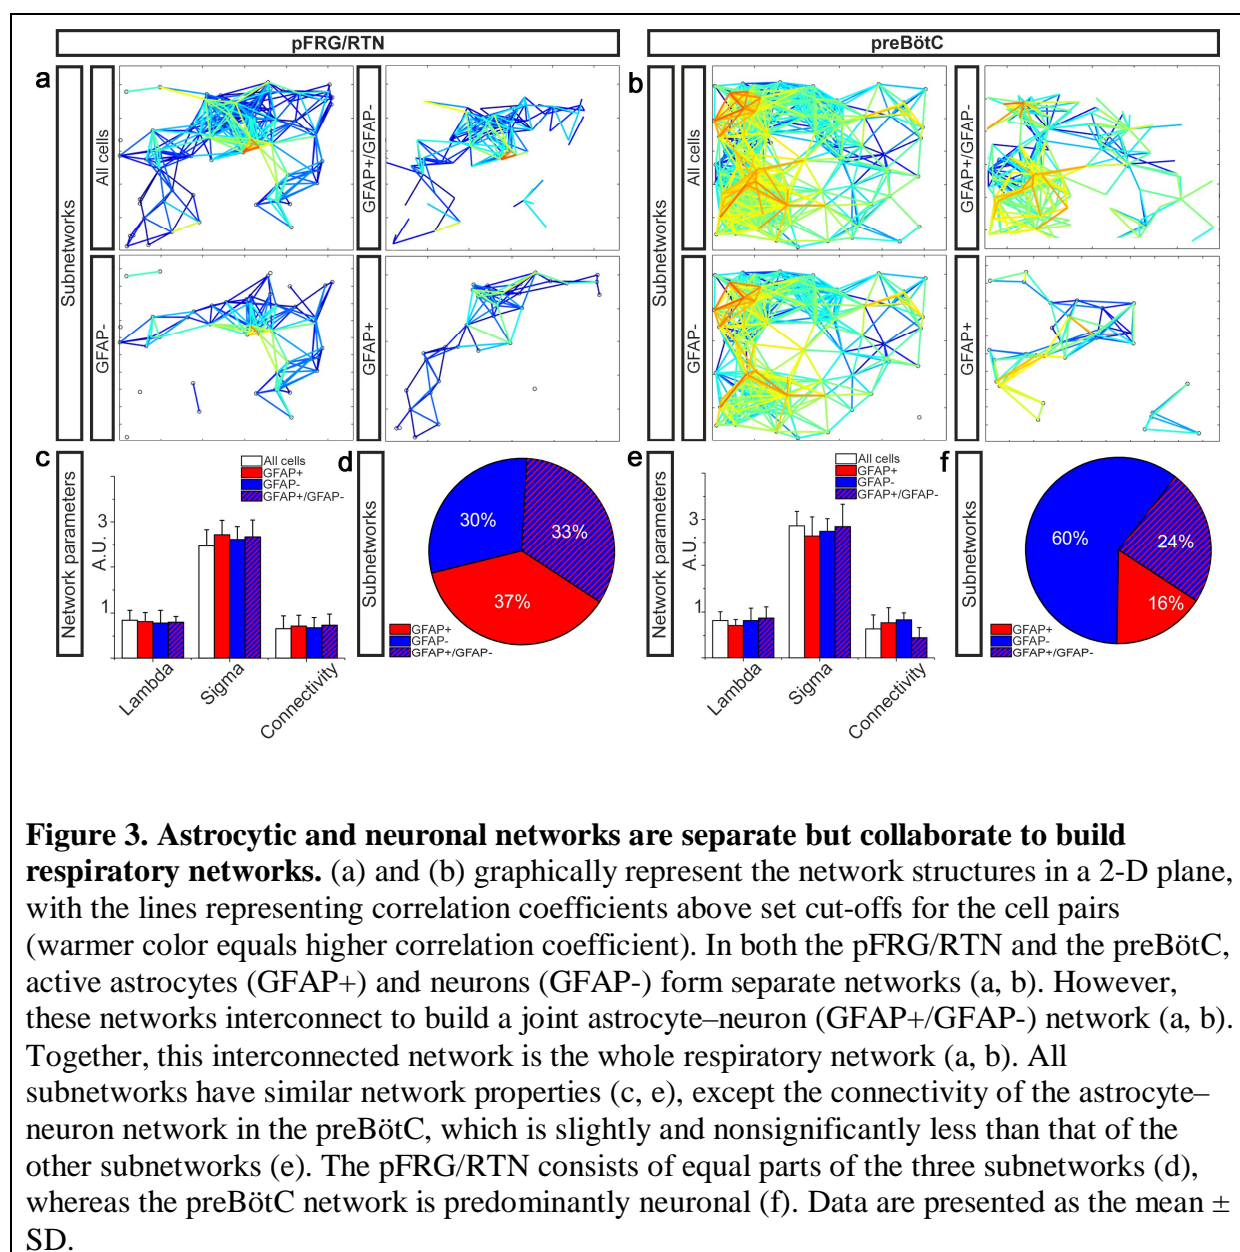 pFRG/RTN
preBötC
a
b
Subnetworks
All cells
GFAP+/GFAP-
GFAP-
GFAP+
Subnetworks
All cells
GFAP+/GFAP-
GFAP-
GFAP+
c
Network parameters
A.U.
3
1
All cells
GFAP+
GFAP-
GFAP+/GFAP-
Lambda
Sigma
Connectivity
d
Subnetworks
30%
33%
37%
GFAP+
GFAP-
GFAP+/GFAP-
e
Network parameters
A.U.
3
1
All cells
GFAP+
GFAP-
GFAP+/GFAP-
Lambda
Sigma
Connectivity
f
Subnetworks
60%
24%
16%
GFAP+
GFAP-
GFAP+/GFAP-
Figure 3. Astrocytic and neuronal networks are separate but collaborate to build
respiratory networks. (a) and (b) graphically represent the network structures in a 2-D plane,
with the lines representing correlation coefficients above set cut-offs for the cell pairs
(warmer color equals higher correlation coefficient). In both the pFRG/RTN and the preBötC,
active astrocytes (GFAP+) and neurons (GFAP-) form separate networks (a, b). However,
these networks interconnect to build a joint astrocyte–neuron (GFAP+/GFAP-) network (a, b).
Together, this interconnected network is the whole respiratory network (a, b). All
subnetworks have similar network properties (c, e), except the connectivity of the astrocyte–
neuron network in the preBötC, which is slightly and nonsignificantly less than that of the
other subnetworks (e). The pFRG/RTN consists of equal parts of the three subnetworks (d),
whereas the preBötC network is predominantly neuronal (f). Data are presented as the mean ±
SD.